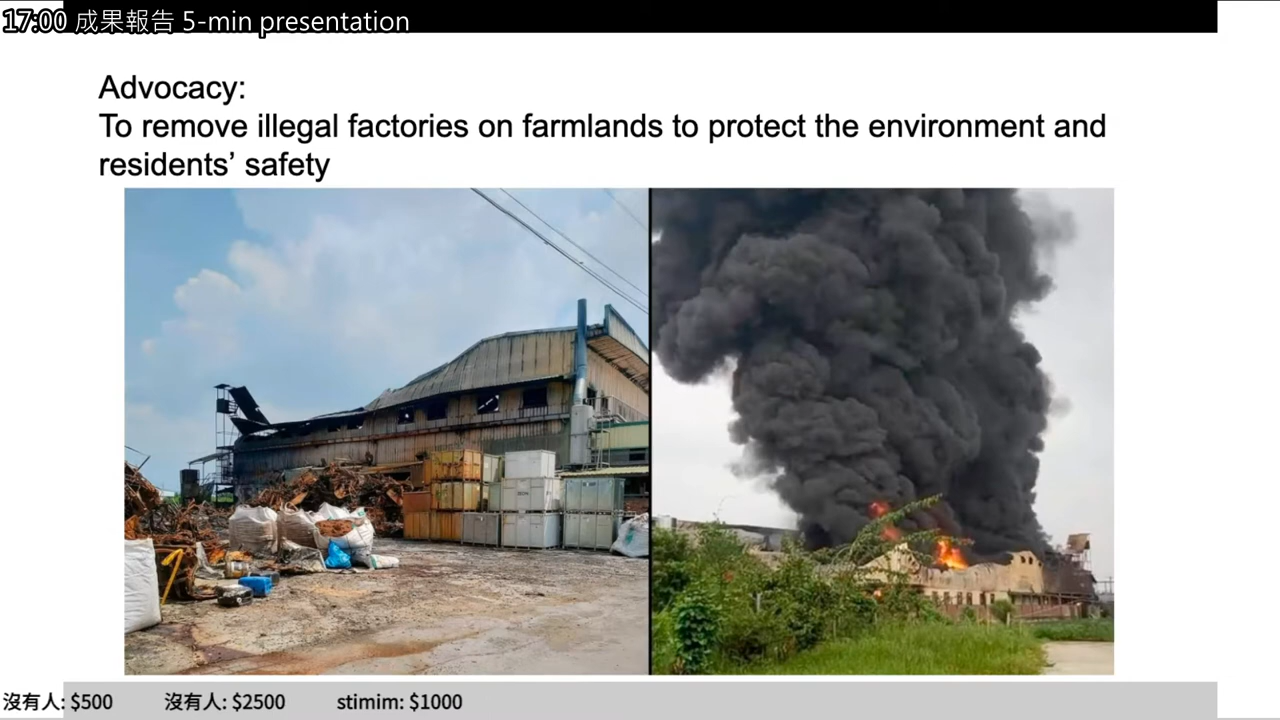 17:00 成果報告 5-min presentation
Advocacy:
To remove illegal factories on farmlands to protect the environment and
residents’ safety
沒有人: $500 沒有人: $2500 stimim: $1000